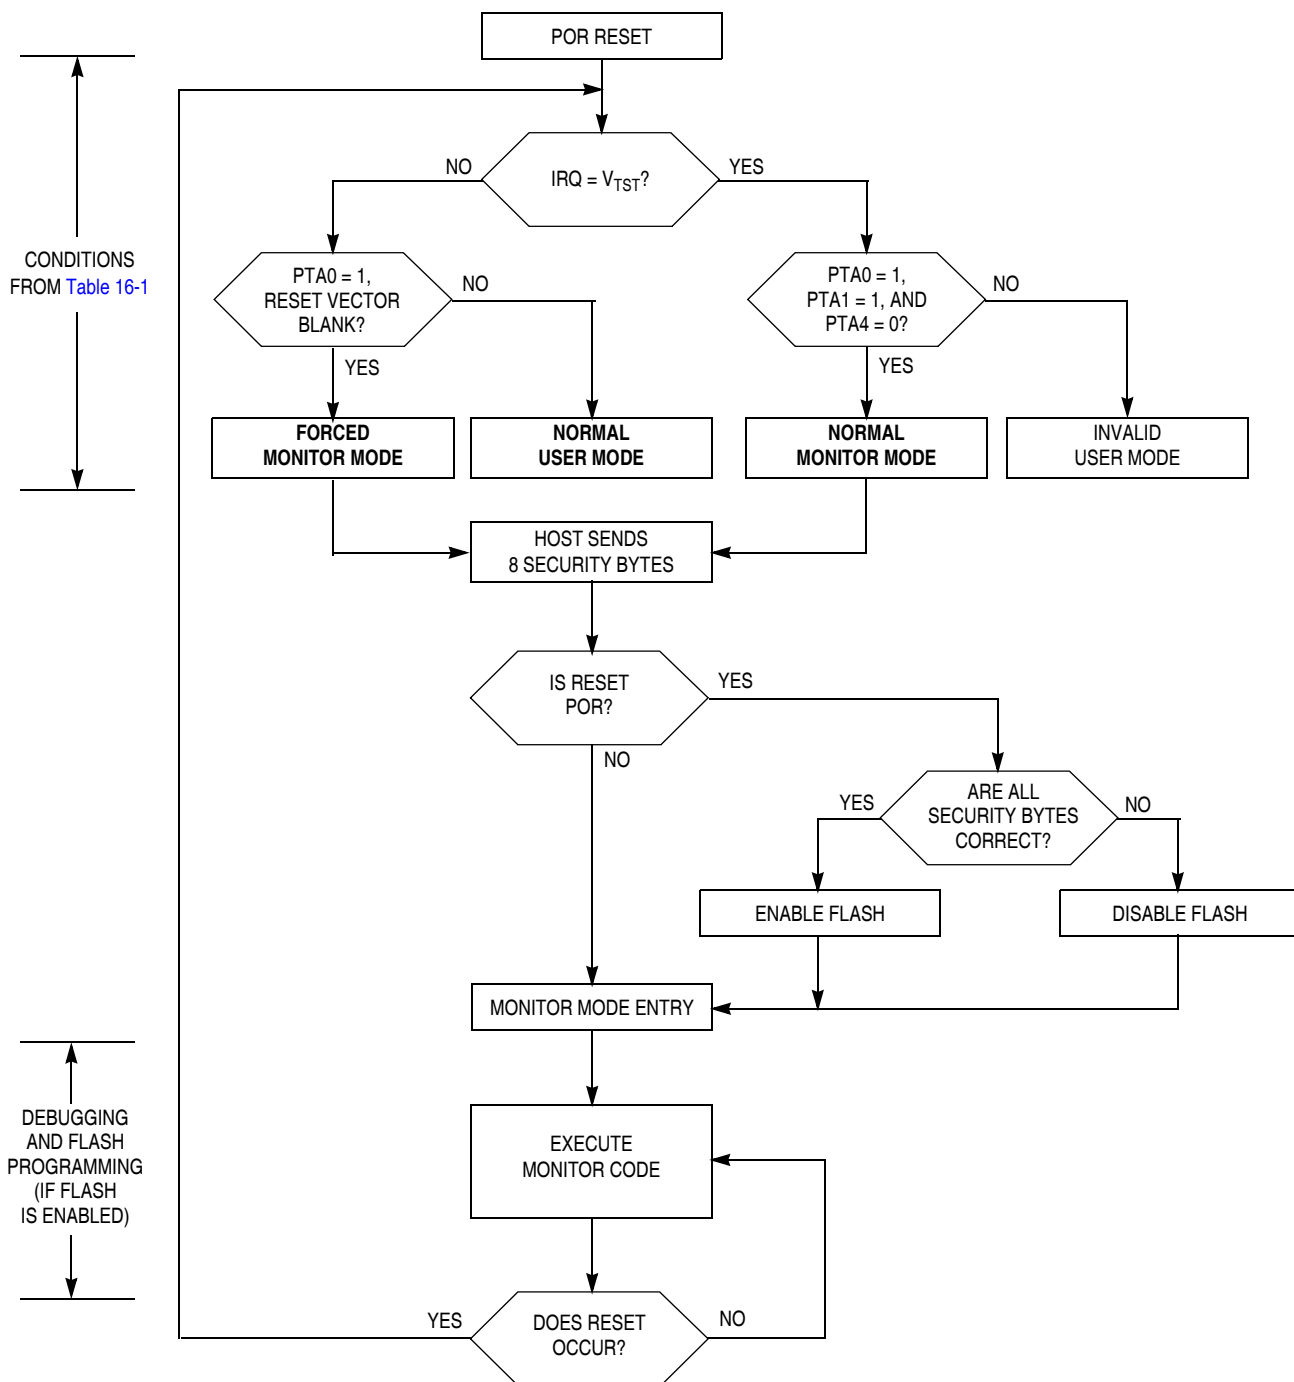 POR RESET
NO
YES
IRQ = VTST?
CONDITIONS
FROM Table 16-1
PTA0 = 1,
RESET VECTOR
BLANK?
NO
YES
PTA0 = 1,
PTA1 = 1, AND
PTA4 = 0?
NO
YES
FORCED
MONITOR MODE
NORMAL
USER MODE
NORMAL
MONITOR MODE
INVALID
USER MODE
HOST SENDS
8 SECURITY BYTES
IS RESET
POR?
YES
NO
YES
ARE ALL
SECURITY BYTES
CORRECT?
NO
ENABLE FLASH
DISABLE FLASH
MONITOR MODE ENTRY
DEBUGGING
AND FLASH
PROGRAMMING
(IF FLASH
IS ENABLED)
EXECUTE
MONITOR CODE
YES
DOES RESET
OCCUR?
NO